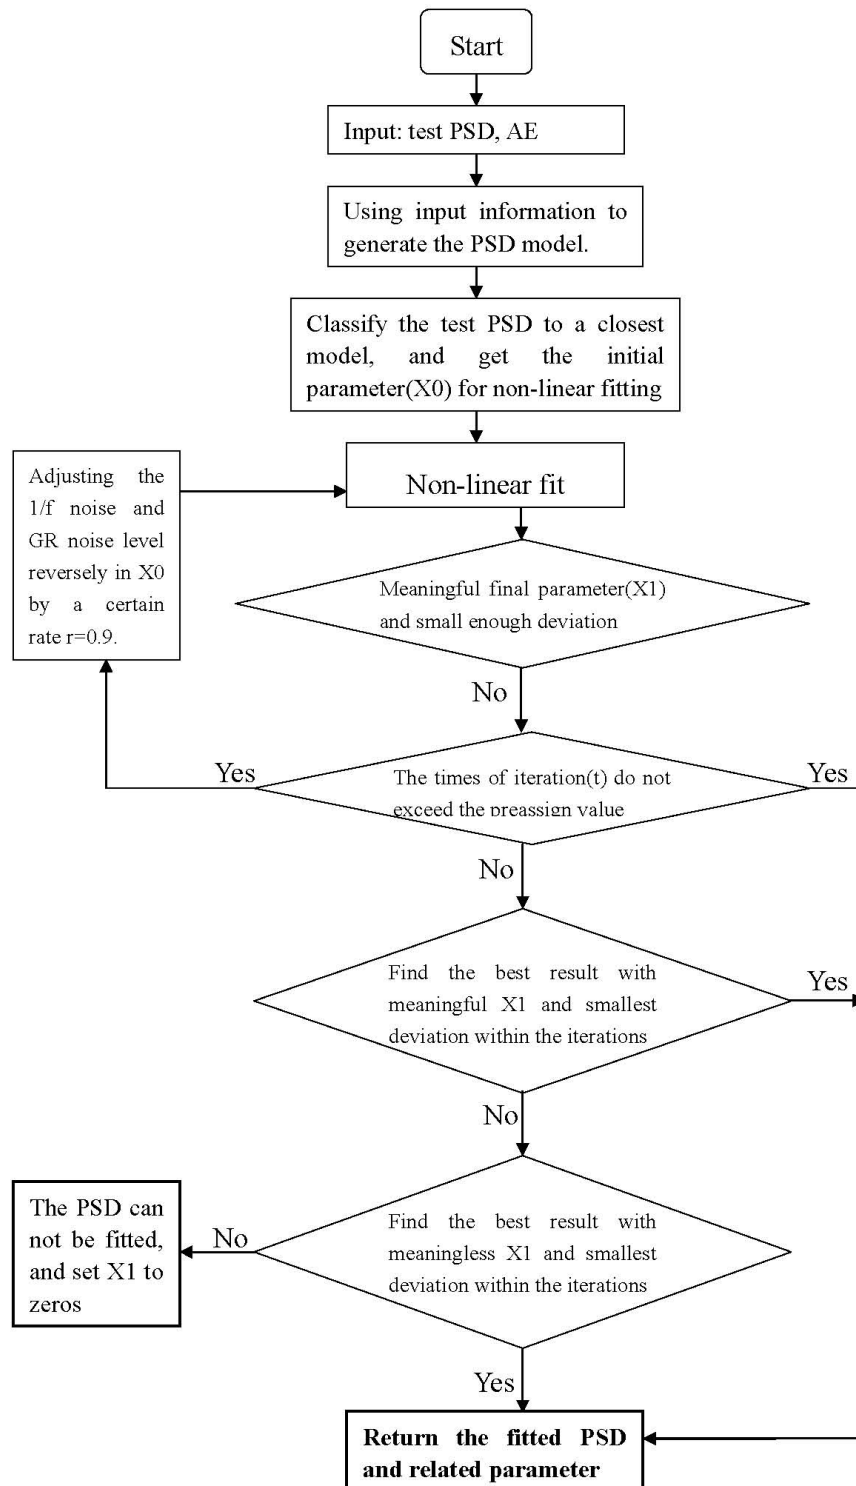 Start
Input: test PSD, AE
Using input information to
generate the PSD model.
Classify the test PSD to a closest
model, and get the initial
parameter(X0) for non-linear fitting
Adjusting the
1/f noise and
GR noise level
reversely in X0
by a certain
rate r=0.9.
Non-linear fit
Meaningful final parameter(X1)
and small enough deviation
No
Yes
The times of iteration(t) do not
exceed the preassign value
Yes
No
Find the best result with
meaningful X1 and smallest
deviation within the iterations
Yes
No
The PSD can
not be fitted,
and set X1 to
zeros
No
Find the best result with
meaningless X1 and smallest
deviation within the iterations
Yes
Return the fitted PSD
and related parameter